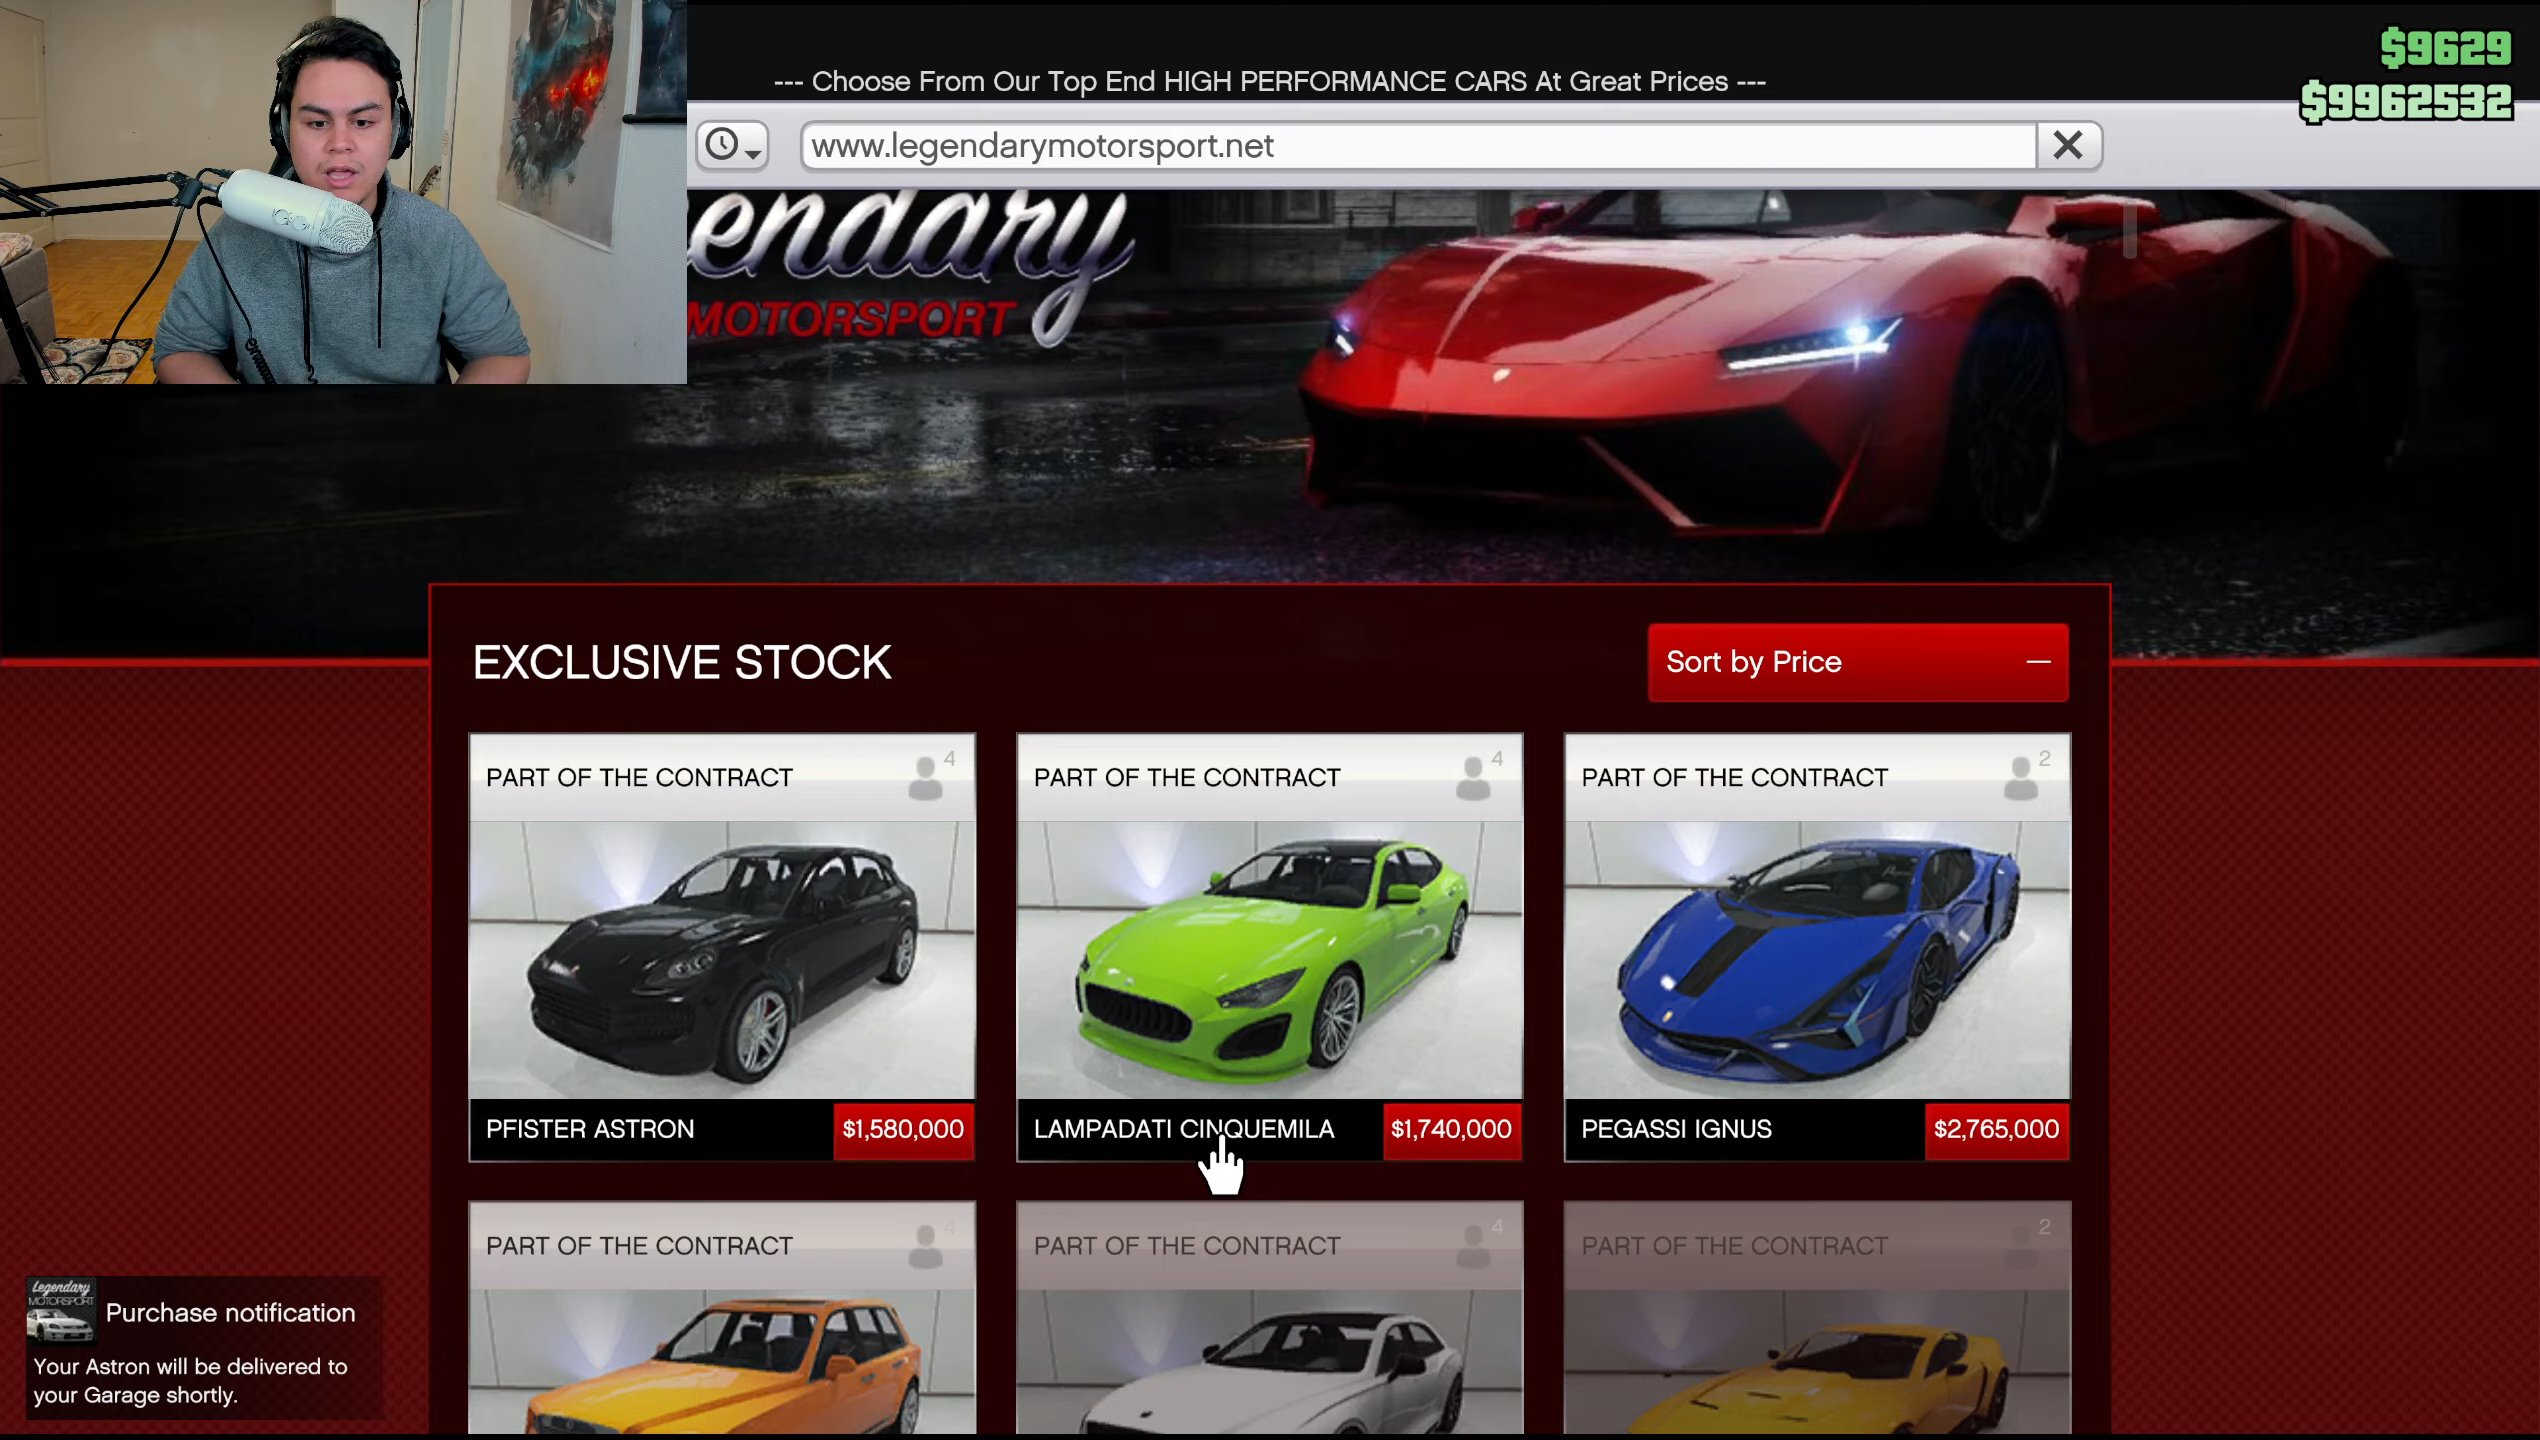 --- Choose From Our Top End HIGH PERFORMANCE CARS At Great Prices ---
$9629
$9962532
www.legendarymotorsport.net
endary
MOTORSPORT
EXCLUSIVE STOCK
Sort by Price
PART OF THE CONTRACT 4
PART OF THE CONTRACT 4
PART OF THE CONTRACT 2
PFISTER ASTRON $1,580,000
LAMPADATI CINQUEMILA $1,740,000
PEGASSI IGNUS $2,765,000
PART OF THE CONTRACT 4
PART OF THE CONTRACT 4
PART OF THE CONTRACT 2
Legendary
MOTORSPORT
Purchase notification
Your Astron will be delivered to
your Garage shortly.